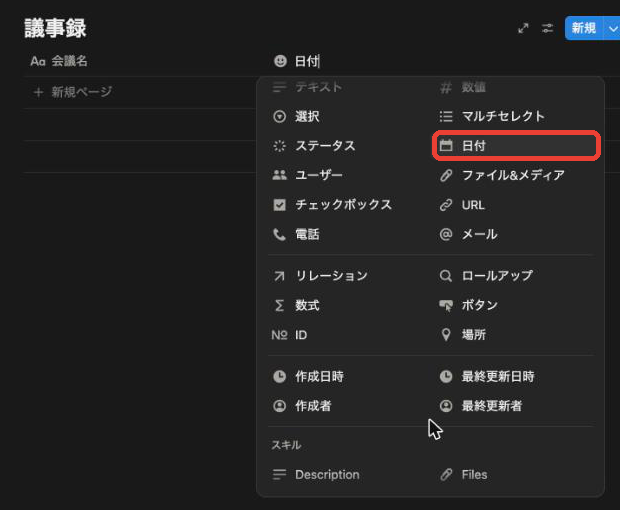 議事録
新規
Aa 会議名
日付
+ 新規ページ
テキスト
# 数値
選択
マルチセレクト
ステータス
日付
ユーザー
ファイル&メディア
チェックボックス
URL
電話
@ メール
リレーション
ロールアップ
Σ 数式
ボタン
№ ID
場所
作成日時
最終更新日時
作成者
最終更新者
スキル
Description
Files